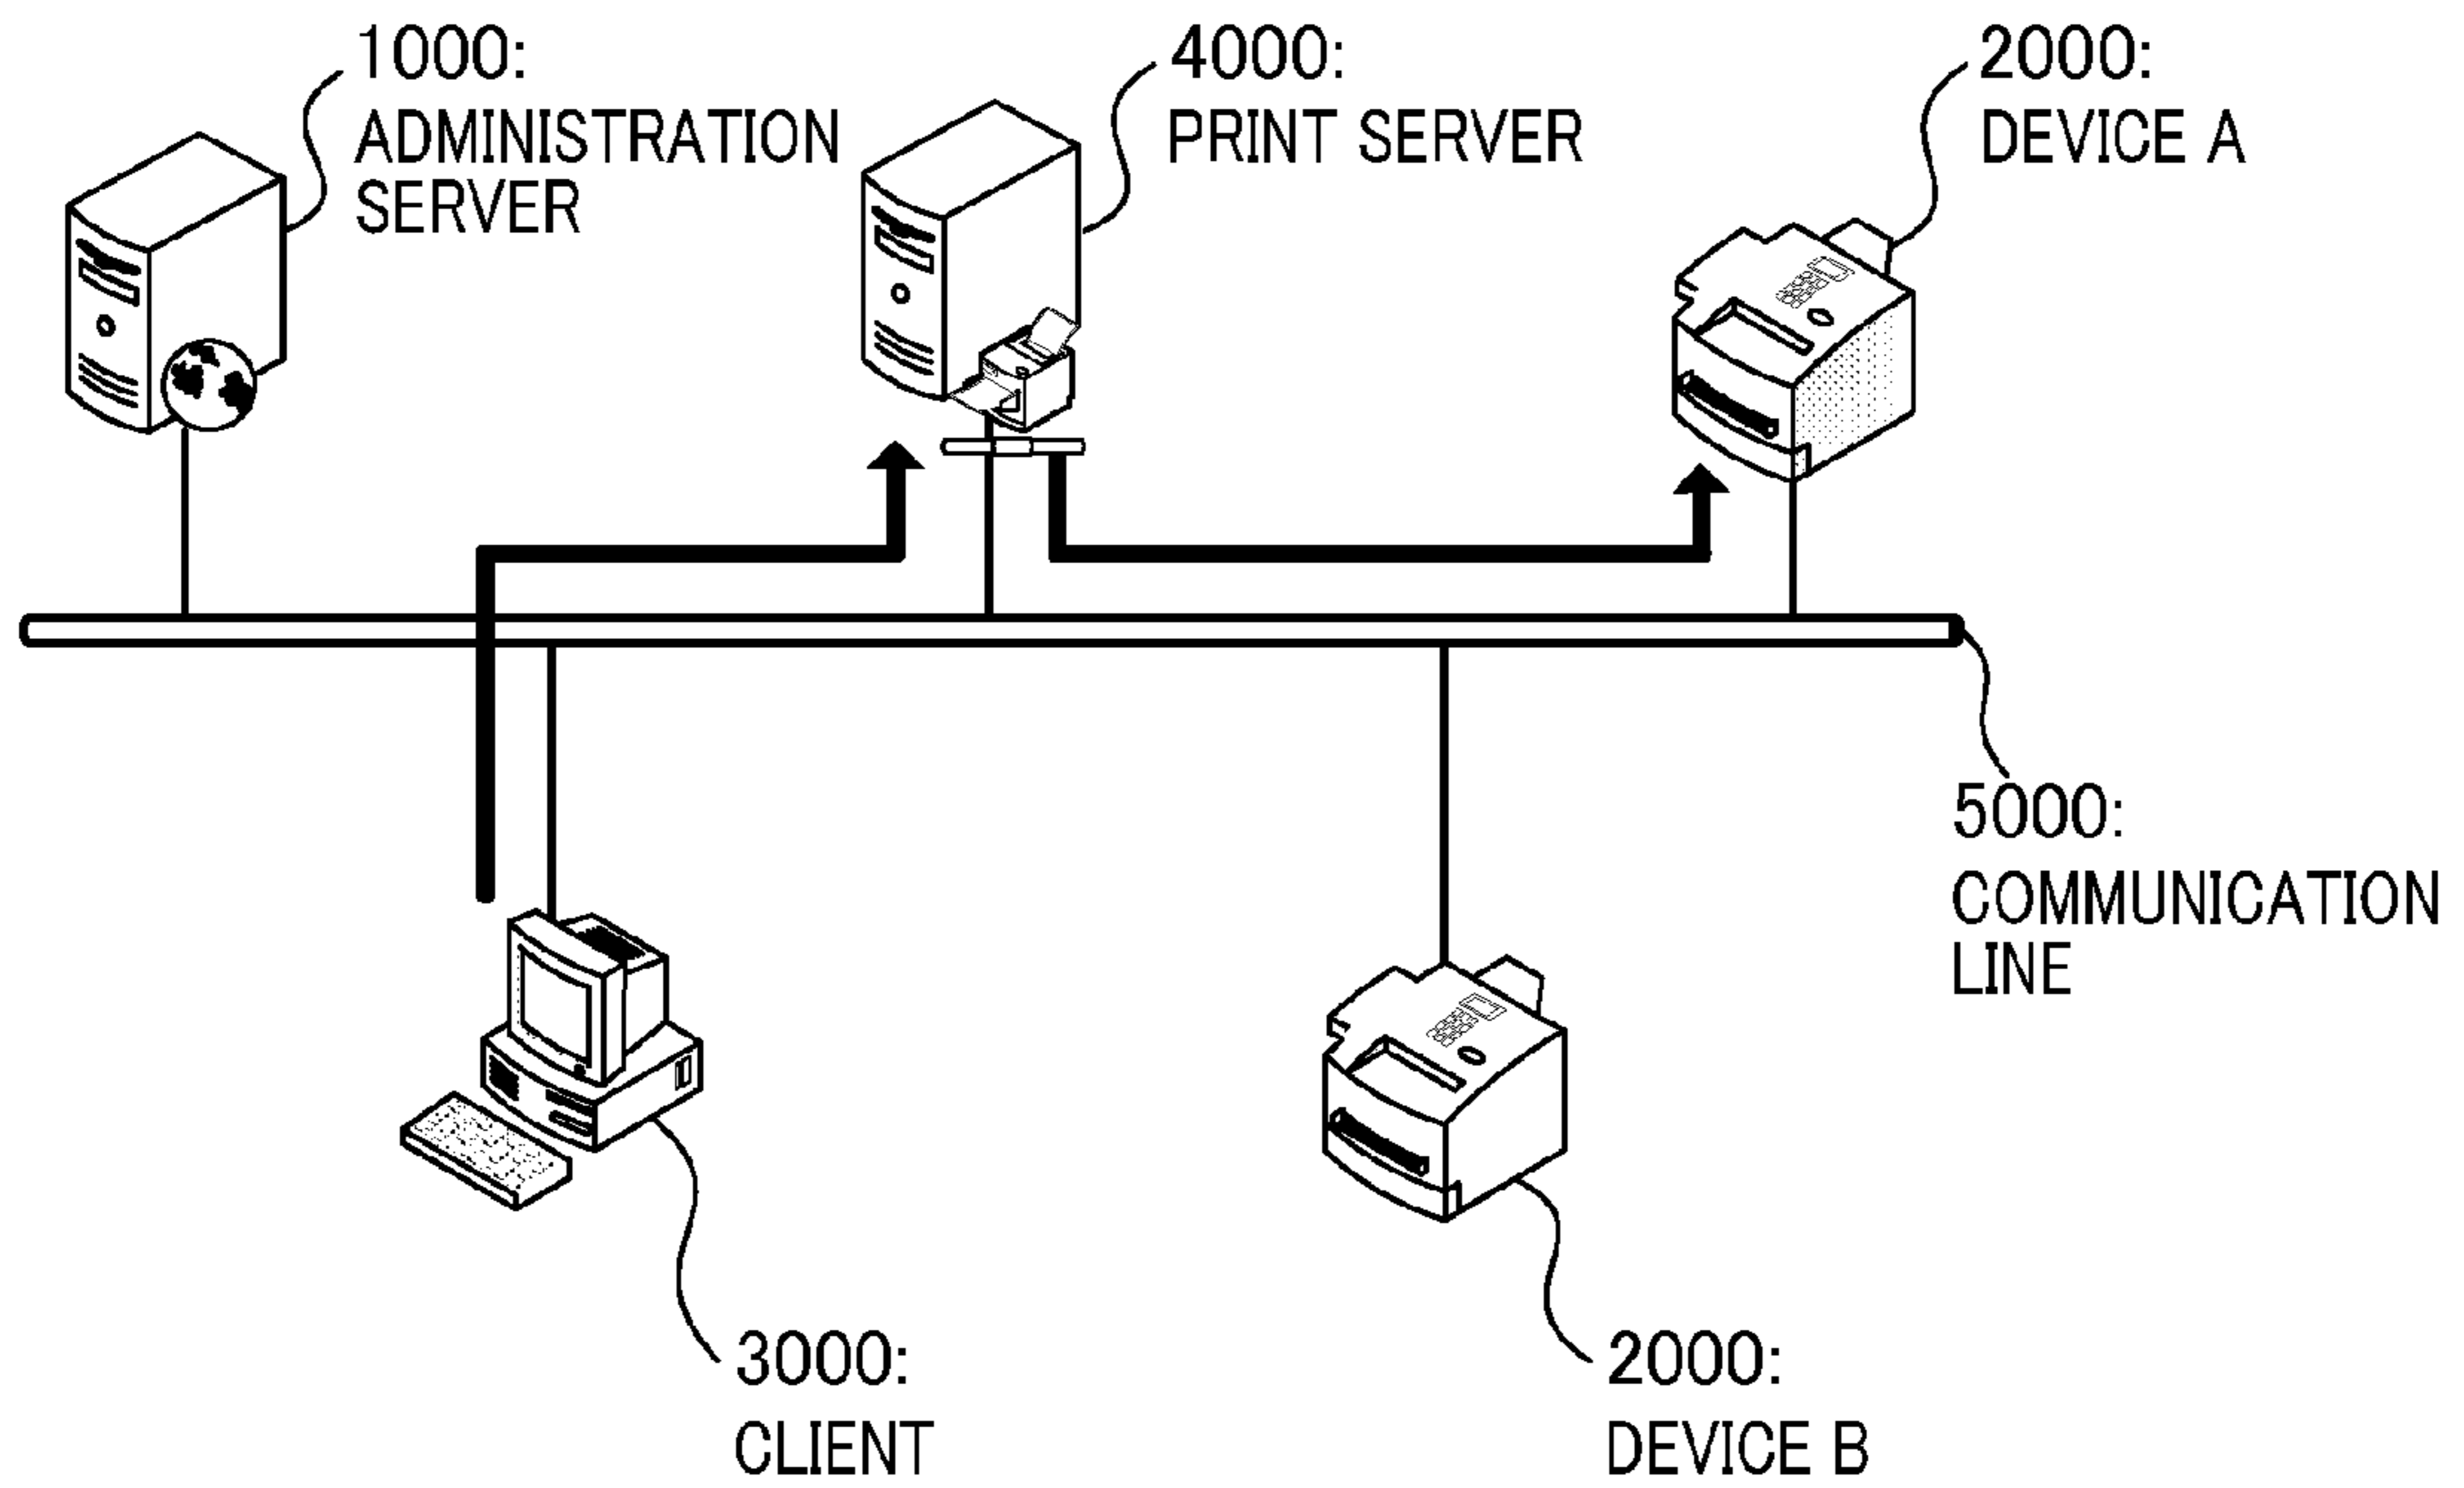 1000:
ADMINISTRATION
SERVER
4000:
PRINT SERVER
2000:
DEVICE A
5000:
COMMUNICATION
LINE
3000:
CLIENT
2000:
DEVICE B